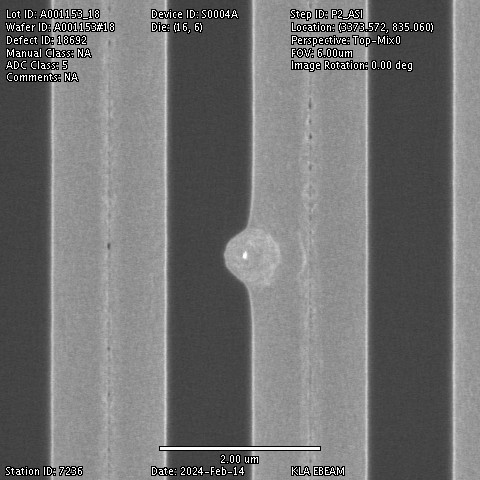 Lot ID: A001153_18 Device ID: S0004A Step ID: F2_ASI
Wafer ID: A001153#18 Die: (16, 6) Location: (3373.572, 835.060)
Defect ID: 18692 Perspective: Top-Mix0
Manual Class: NA FOV: 6.00um
ADC Class: 5 Image Rotation: 0.00 deg
Comments: NA
2.00 um
Station ID: 7236 Date: 2024-Feb-14 KLA EBEAM